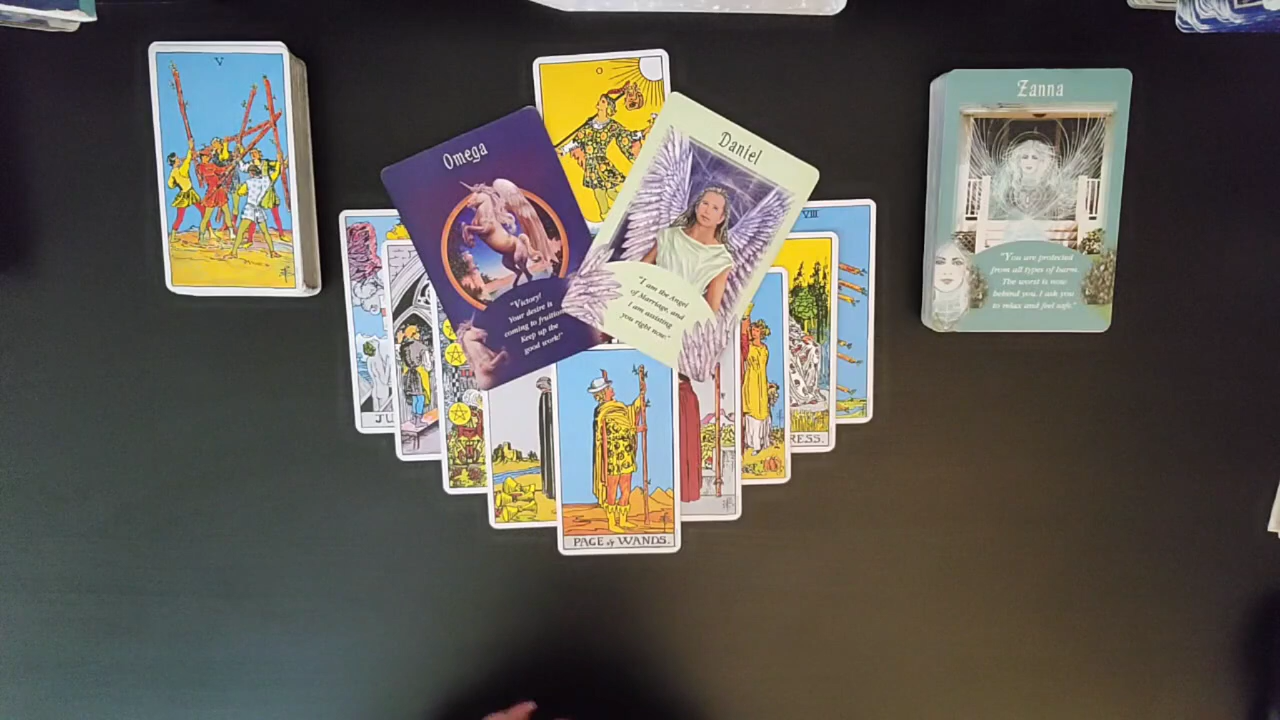 V
O
Omega
"Victory!
Your desire is
coming to fruition.
Keep up the
good work!"
Daniel
"I am the Angel
of Marriage, and
I am assisting
you right now."
Zanna
"You are protected
from all types of harm.
The worst is now
behind you. I ask you
to relax and feel safe."
VIII
JU
RESS.
PAGE of WANDS.